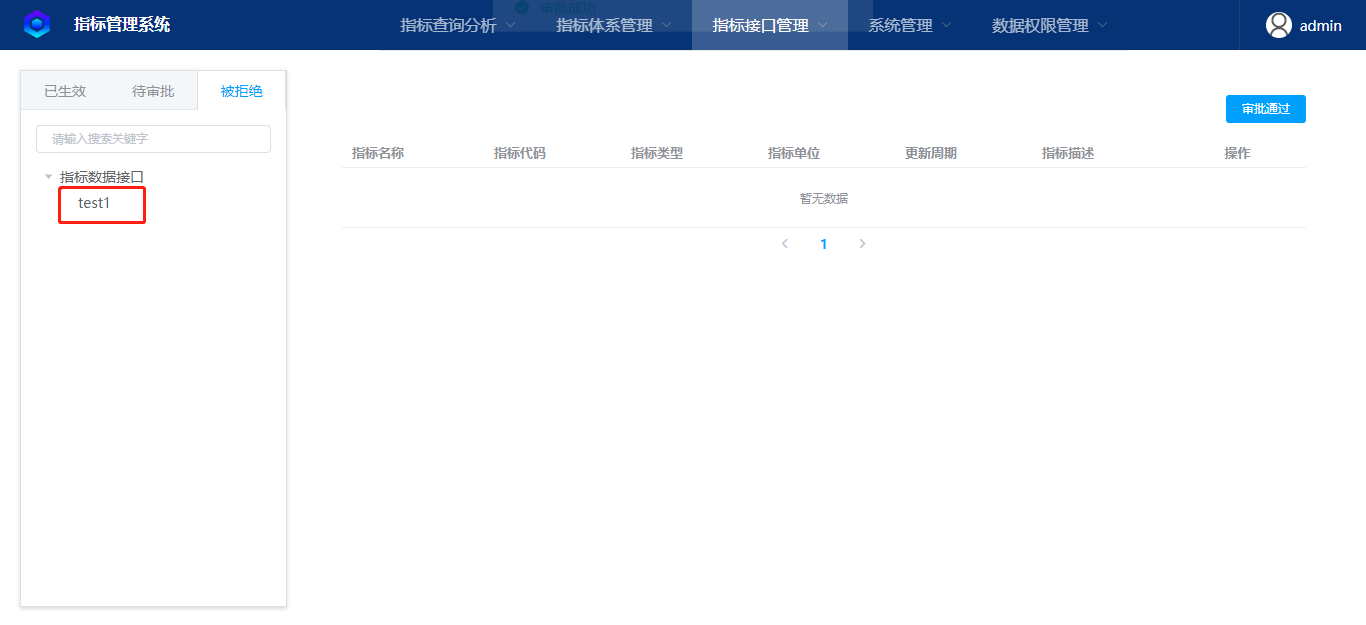 指标管理系统
指标查询分析
审批成功
指标体系管理
指标接口管理
系统管理
数据权限管理
admin
已生效
待审批
被拒绝
请输入搜索关键字
指标数据接口
test1
审批通过
指标名称 指标代码 指标类型 指标单位 更新周期 指标描述 操作
暂无数据
1